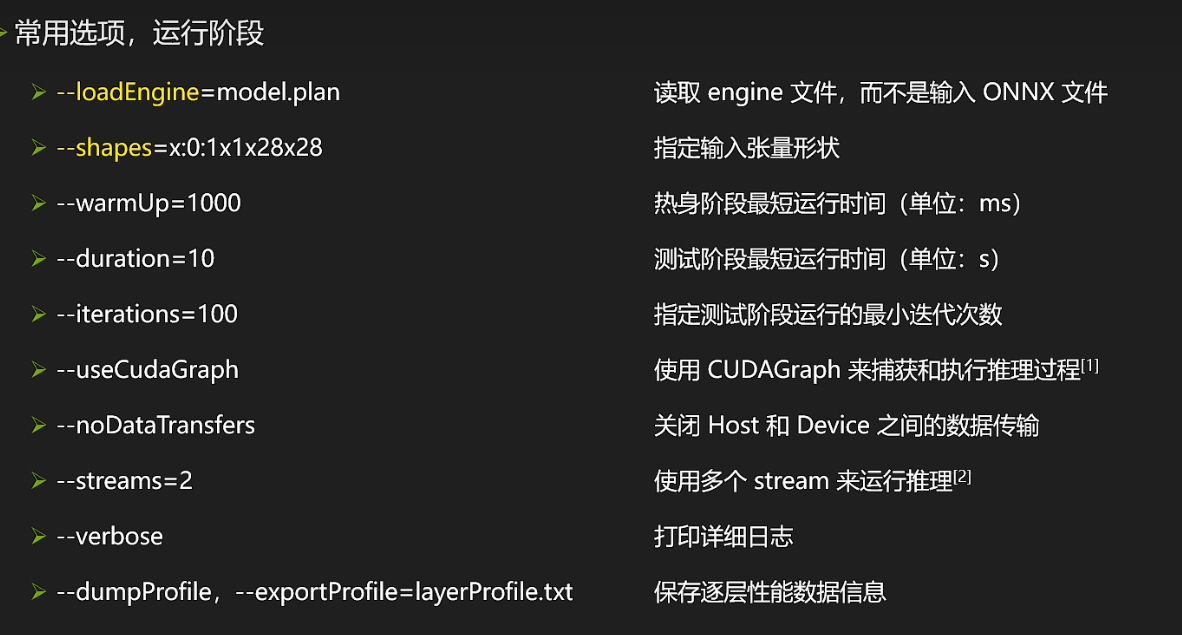 常用选项，运行阶段
--loadEngine=model.plan 读取 engine 文件，而不是输入 ONNX 文件
--shapes=x:0:1x1x28x28 指定输入张量形状
--warmUp=1000 热身阶段最短运行时间（单位：ms）
--duration=10 测试阶段最短运行时间（单位：s）
--iterations=100 指定测试阶段运行的最小迭代次数
--useCudaGraph 使用 CUDAGraph 来捕获和执行推理过程[1]
--noDataTransfers 关闭 Host 和 Device 之间的数据传输
--streams=2 使用多个 stream 来运行推理[2]
--verbose 打印详细日志
--dumpProfile，--exportProfile=layerProfile.txt 保存逐层性能数据信息